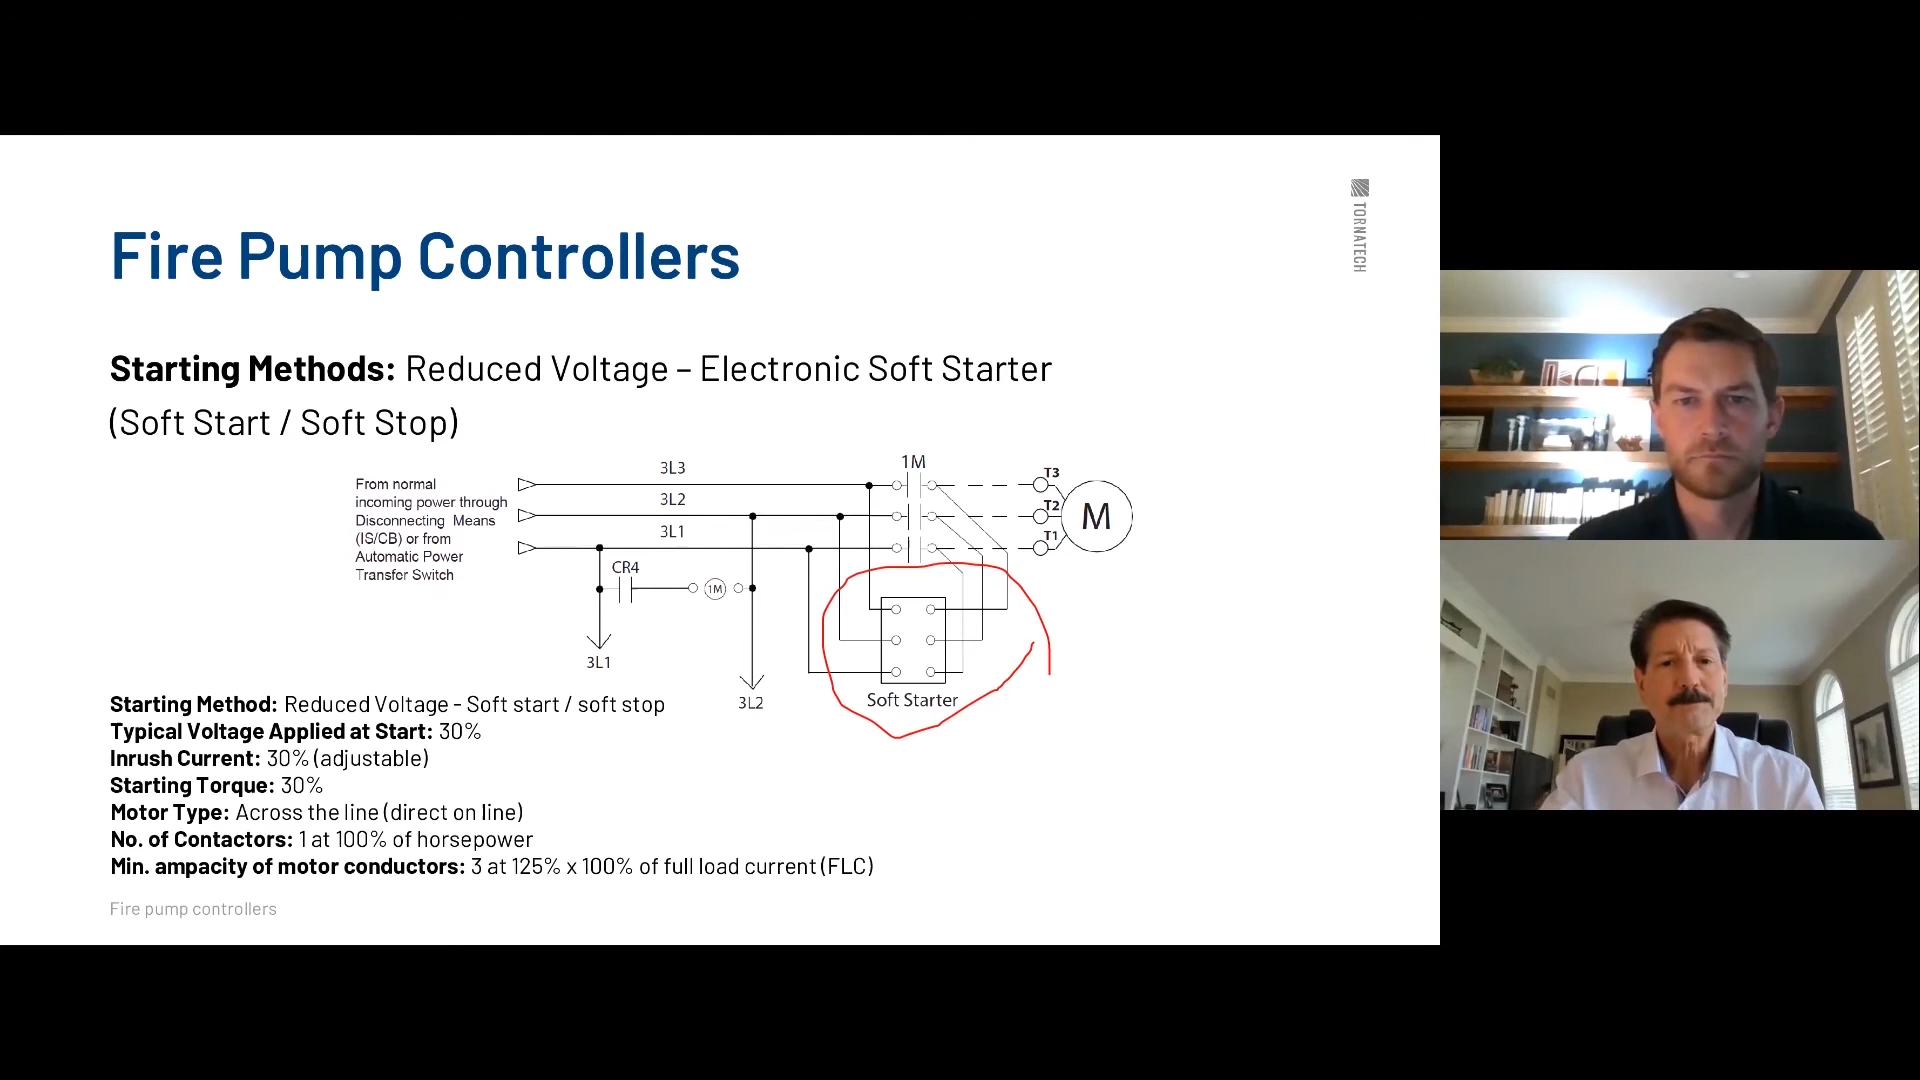 TORNATECH
Fire Pump Controllers
Starting Methods: Reduced Voltage – Electronic Soft Starter
(Soft Start / Soft Stop)
From normal
incoming power through
Disconnecting Means
(IS/CB) or from
Automatic Power
Transfer Switch
3L3
3L2
3L1
1M
T3
T2
T1
M
CR4
1M
3L1
3L2
Soft Starter
Starting Method: Reduced Voltage - Soft start / soft stop
Typical Voltage Applied at Start: 30%
Inrush Current: 30% (adjustable)
Starting Torque: 30%
Motor Type: Across the line (direct on line)
No. of Contactors: 1 at 100% of horsepower
Min. ampacity of motor conductors: 3 at 125% x 100% of full load current (FLC)
Fire pump controllers